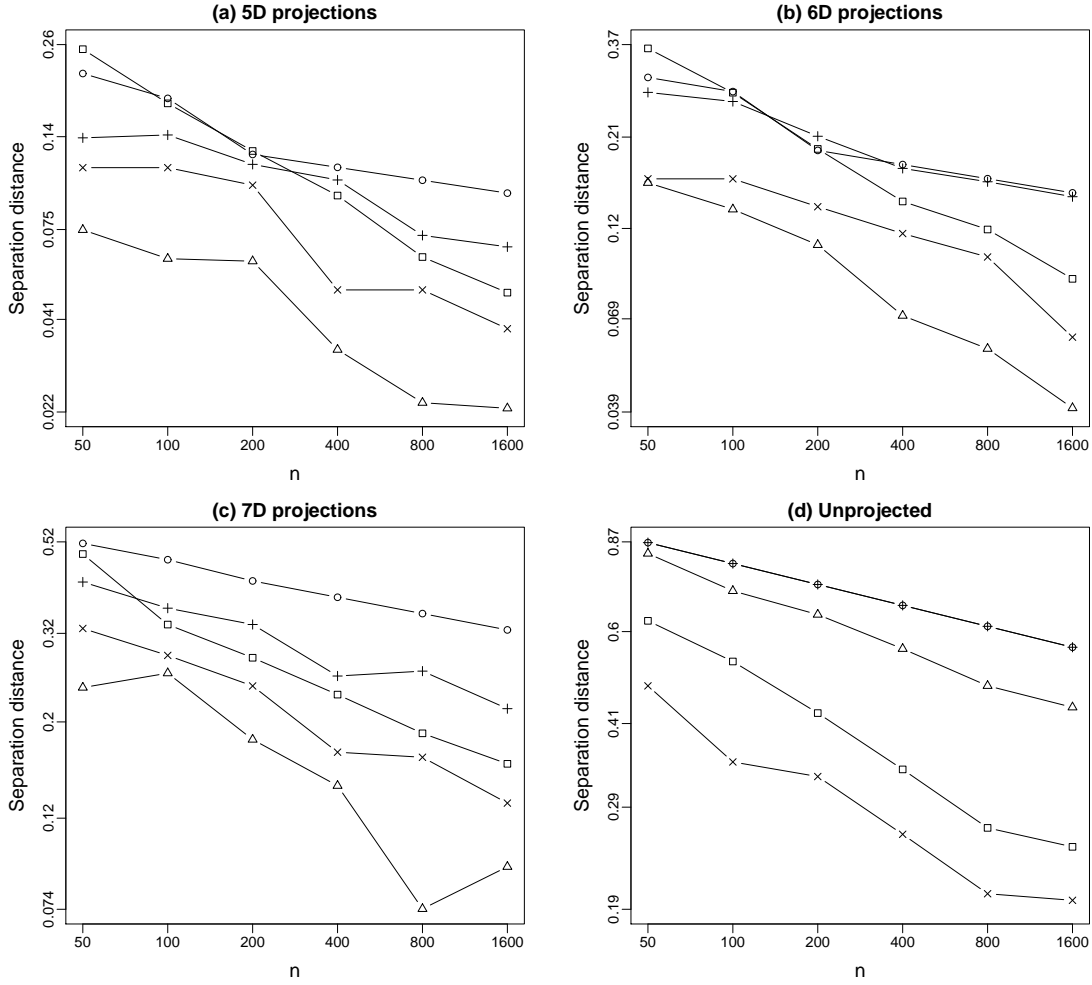 (a) 5D projections
Separation distance
0.26
0.14
0.075
0.041
0.022
50 100 200 400 800 1600
n
(b) 6D projections
Separation distance
0.37
0.21
0.12
0.069
0.039
50 100 200 400 800 1600
n
(c) 7D projections
Separation distance
0.52
0.32
0.2
0.12
0.074
50 100 200 400 800 1600
n
(d) Unprojected
Separation distance
0.87
0.6
0.41
0.29
0.19
50 100 200 400 800 1600
n